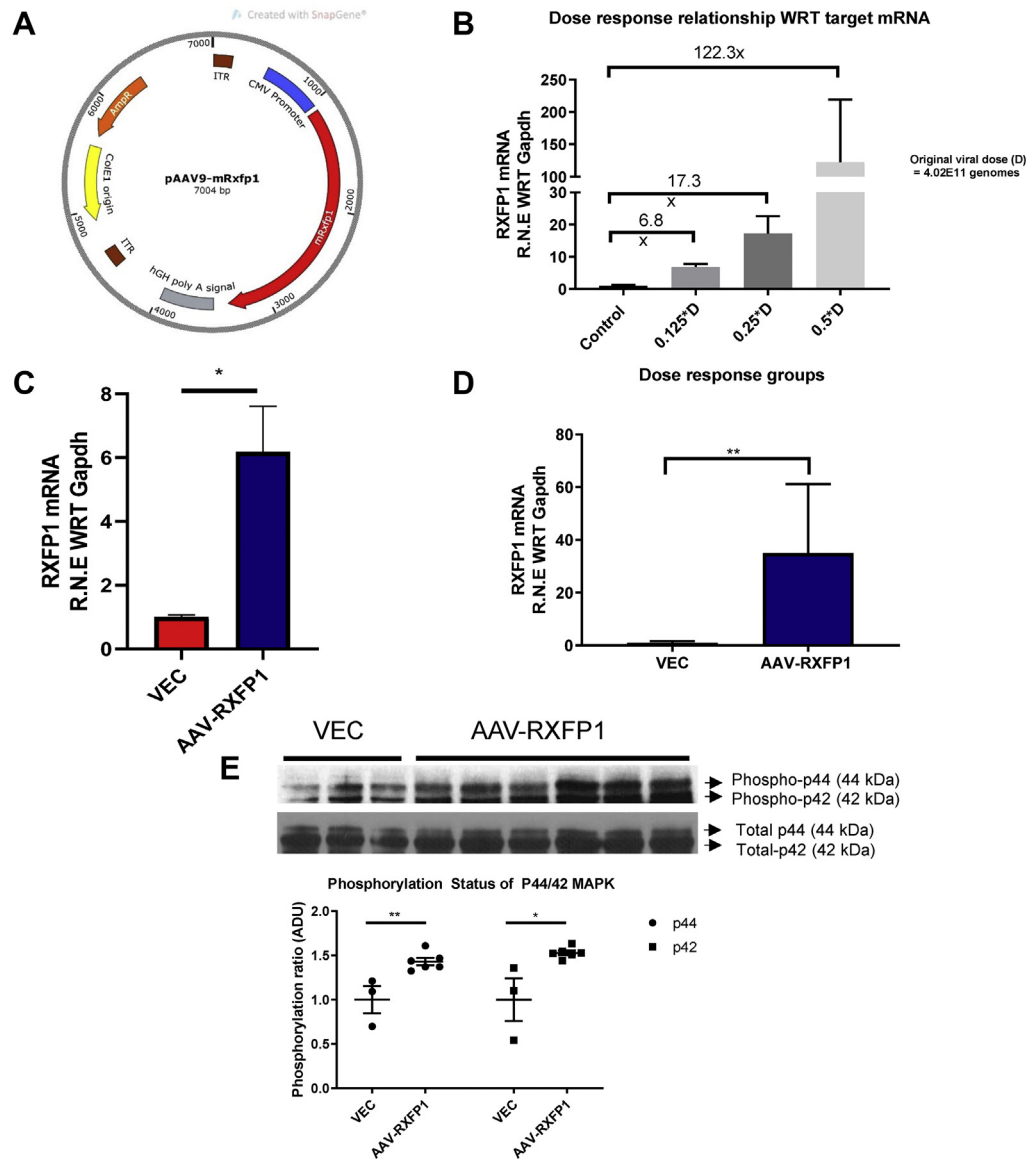 Created with SnapGene®
A
7000
ITR
CMV Promoter
1000
mRxfp1
2000
3000
hGH poly A signal
4000
ITR
5000
ColE1 origin
6000
AmpR
pAAV9-mRxfp1
7004 bp
B
Dose response relationship WRT target mRNA
122.3x
17.3
x
6.8
x
RXFP1 mRNA
R.N.E WRT Gapdh
250
200
150
100
50
40
30
20
10
0
Control
0.125*D
0.25*D
0.5*D
Original viral dose (D)
= 4.02E11 genomes
C
*
RXFP1 mRNA
R.N.E WRT Gapdh
8
6
4
2
0
VEC
AAV-RXFP1
D
Dose response groups
**
RXFP1 mRNA
R.N.E WRT Gapdh
80
60
40
20
0
VEC
AAV-RXFP1
E
VEC
AAV-RXFP1
Phospho-p44 (44 kDa)
Phospho-p42 (42 kDa)
Total p44 (44 kDa)
Total-p42 (42 kDa)
Phosphorylation Status of P44/42 MAPK
Phosphorylation ratio (ADU)
2.0
1.5
1.0
0.5
0.0
**
*
p44
p42
VEC
AAV-RXFP1
VEC
AAV-RXFP1